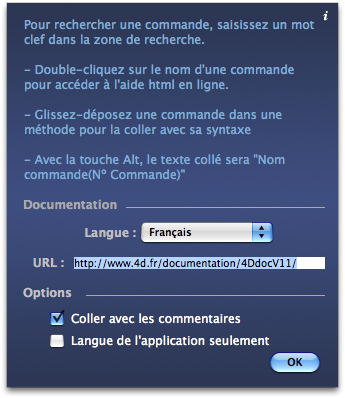 i
Pour rechercher une commande, saisissez un mot
clef dans la zone de recherche.
- Double-cliquez sur le nom d'une commande
pour accéder à l'aide html en ligne.
- Glissez-déposez une commande dans une
méthode pour la coller avec sa syntaxe
- Avec la touche Alt, le texte collé sera "Nom
commande(N° Commande)"
Documentation
Langue : Français
URL : http://www.4d.fr/documentation/4DdocV11/
Options
Coller avec les commentaires
Langue de l'application seulement
OK